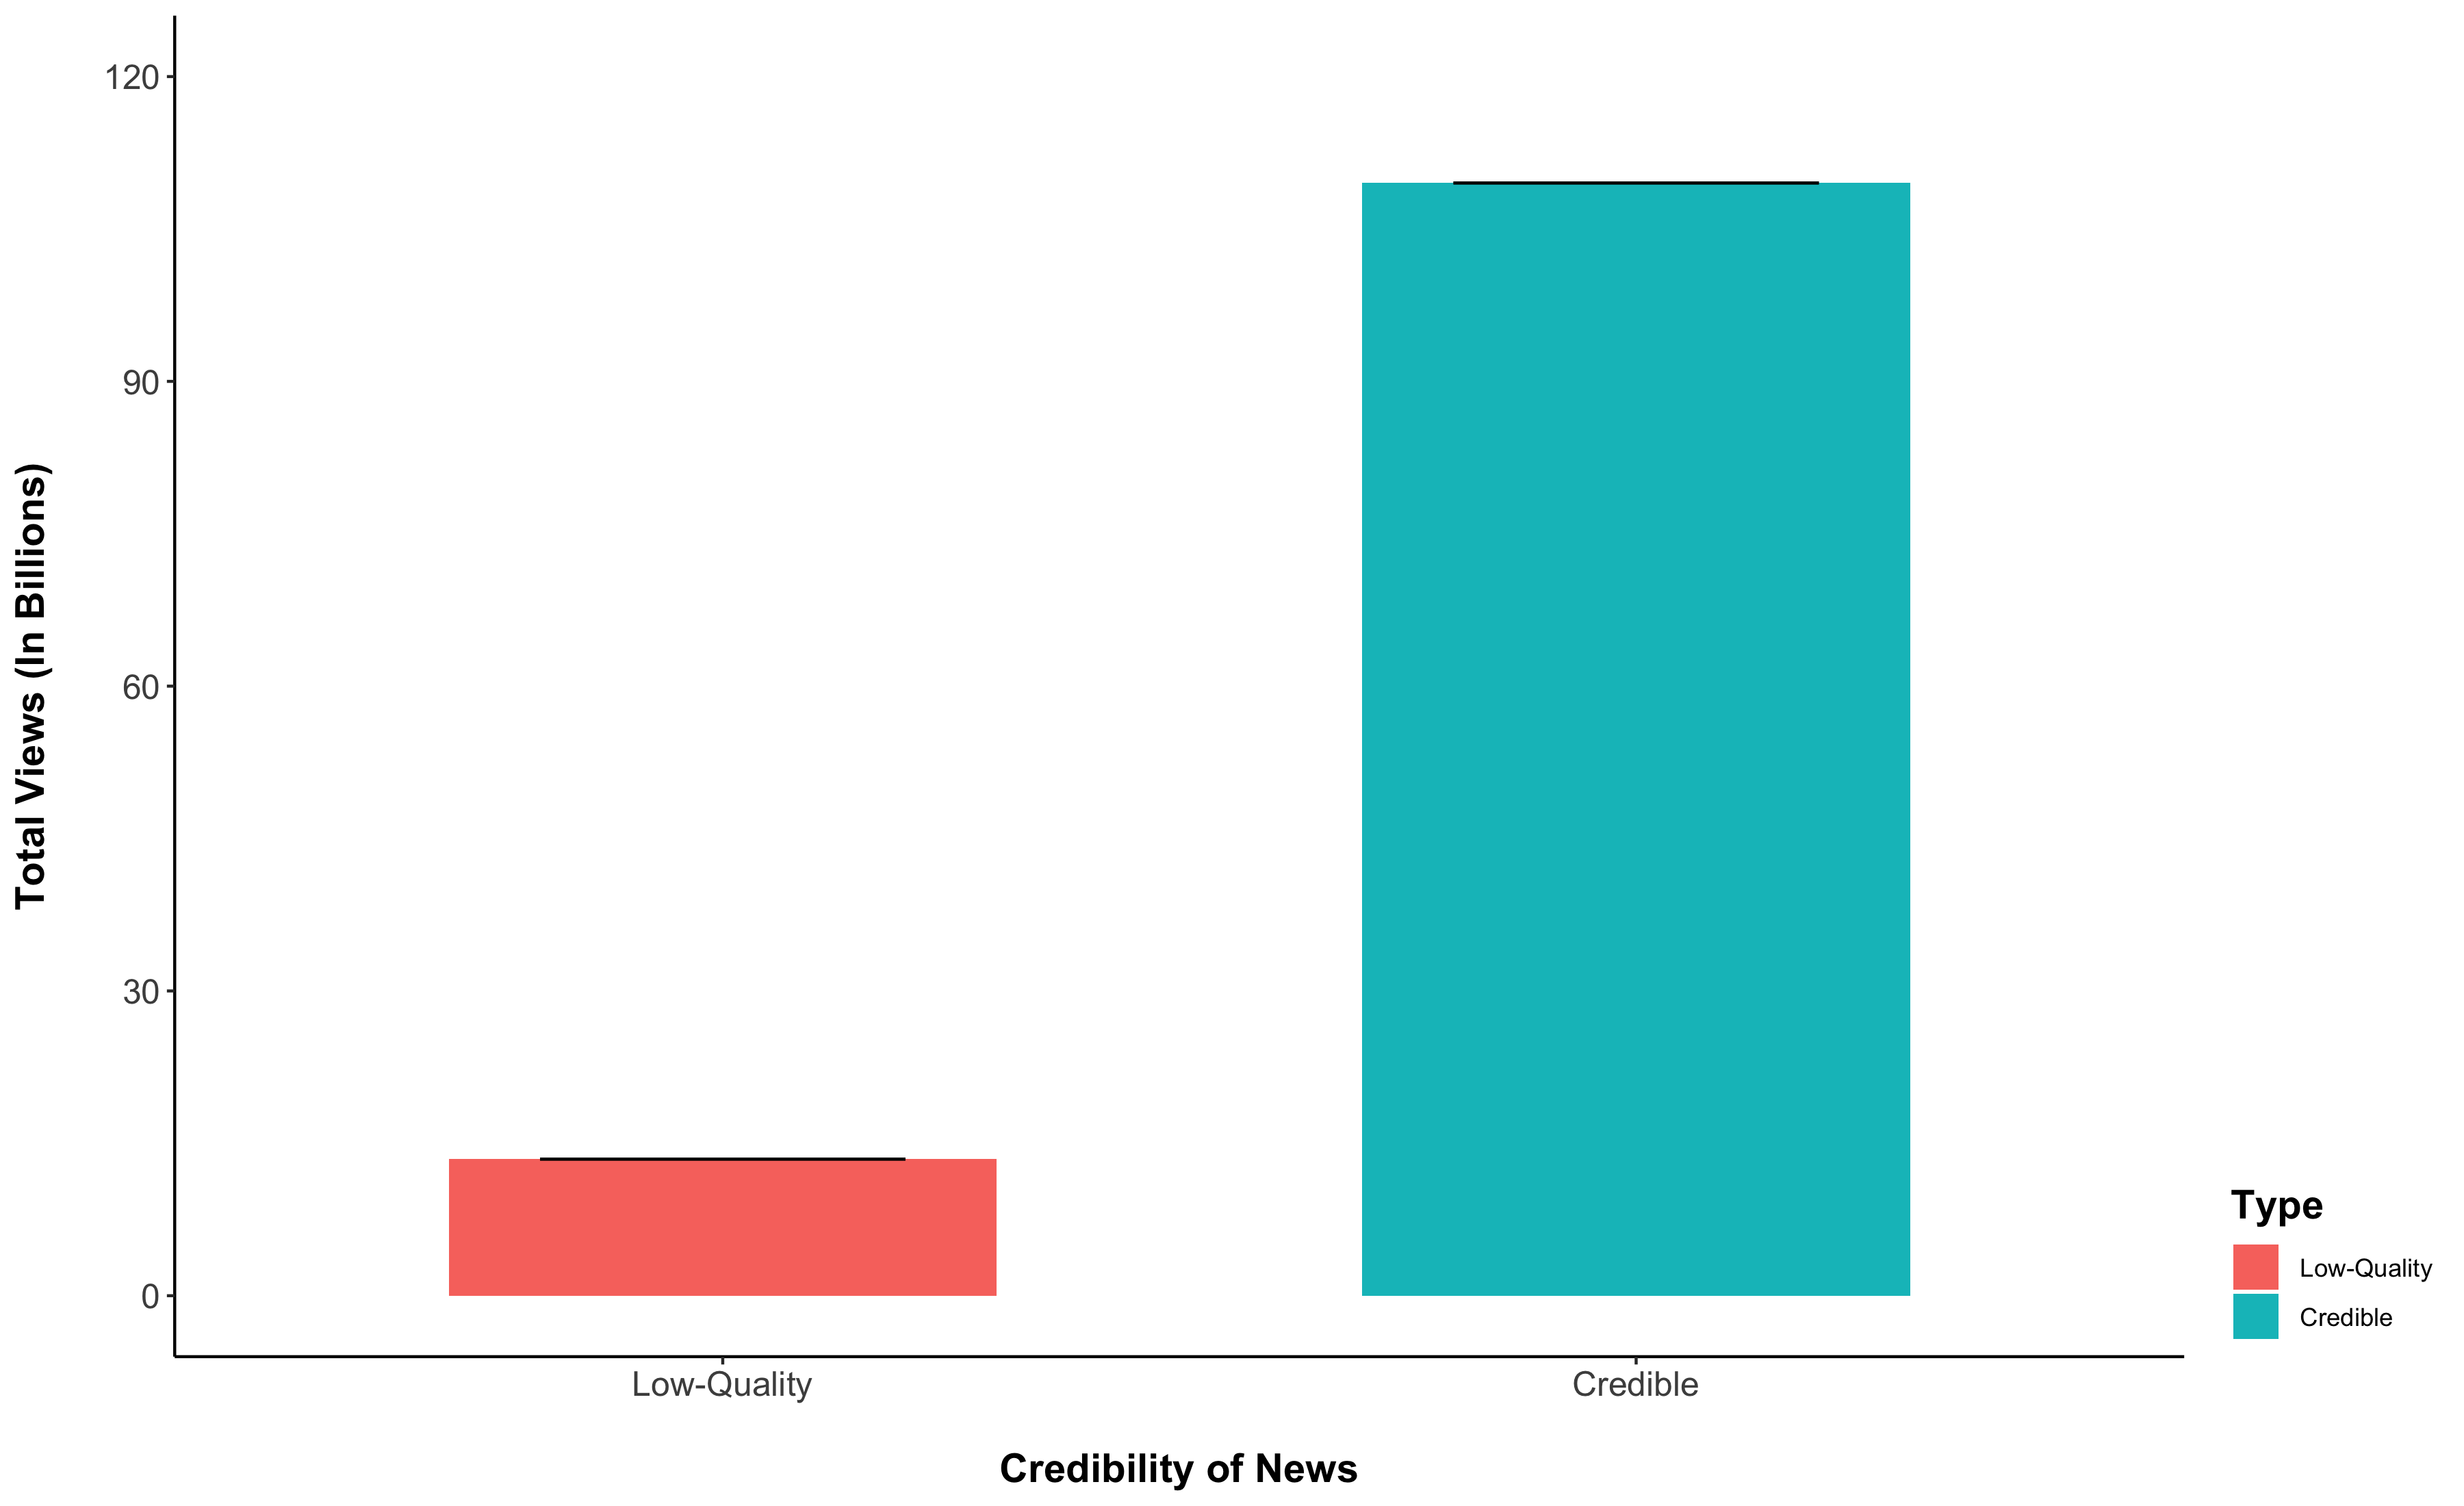 Total Views (In Billions)
120
90
60
30
0
Low-Quality
Credible
Credibility of News
Type
Low-Quality
Credible